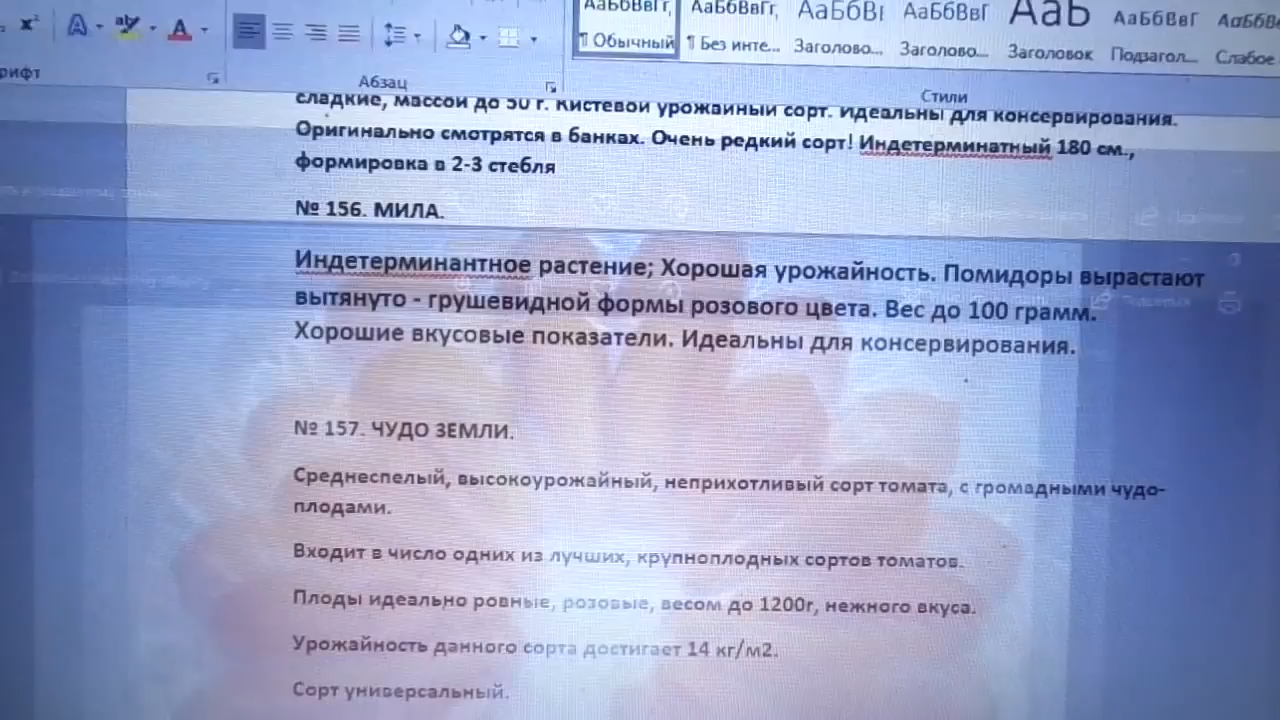 АаБбВвГг,
АаБбВвГг,
АаБбВг
АаБбВвГ
АаБ
АаБбВвГ
АаБбВв
¶ Обычный
¶ Без инте...
Заголово...
Заголово...
Заголовок
Подзагол...
Слабое
рифт
Абзац
Стили
сладкие, массой до 50 г. Кистевой урожайный сорт. Идеальны для консервирования.
Оригинально смотрятся в банках. Очень редкий сорт! Индетерминатный 180 см.,
формировка в 2-3 стебля
№ 156. МИЛА.
Индетерминантное растение; Хорошая урожайность. Помидоры вырастают
вытянуто - грушевидной формы розового цвета. Вес до 100 грамм.
Хорошие вкусовые показатели. Идеальны для консервирования.
№ 157. ЧУДО ЗЕМЛИ.
Среднеспелый, высокоурожайный, неприхотливый сорт томата, с громадными чудо-
плодами.
Входит в число одних из лучших, крупноплодных сортов томатов.
Плоды идеально ровные, розовые, весом до 1200г, нежного вкуса.
Урожайность данного сорта достигает 14 кг/м2.
Сорт универсальный.